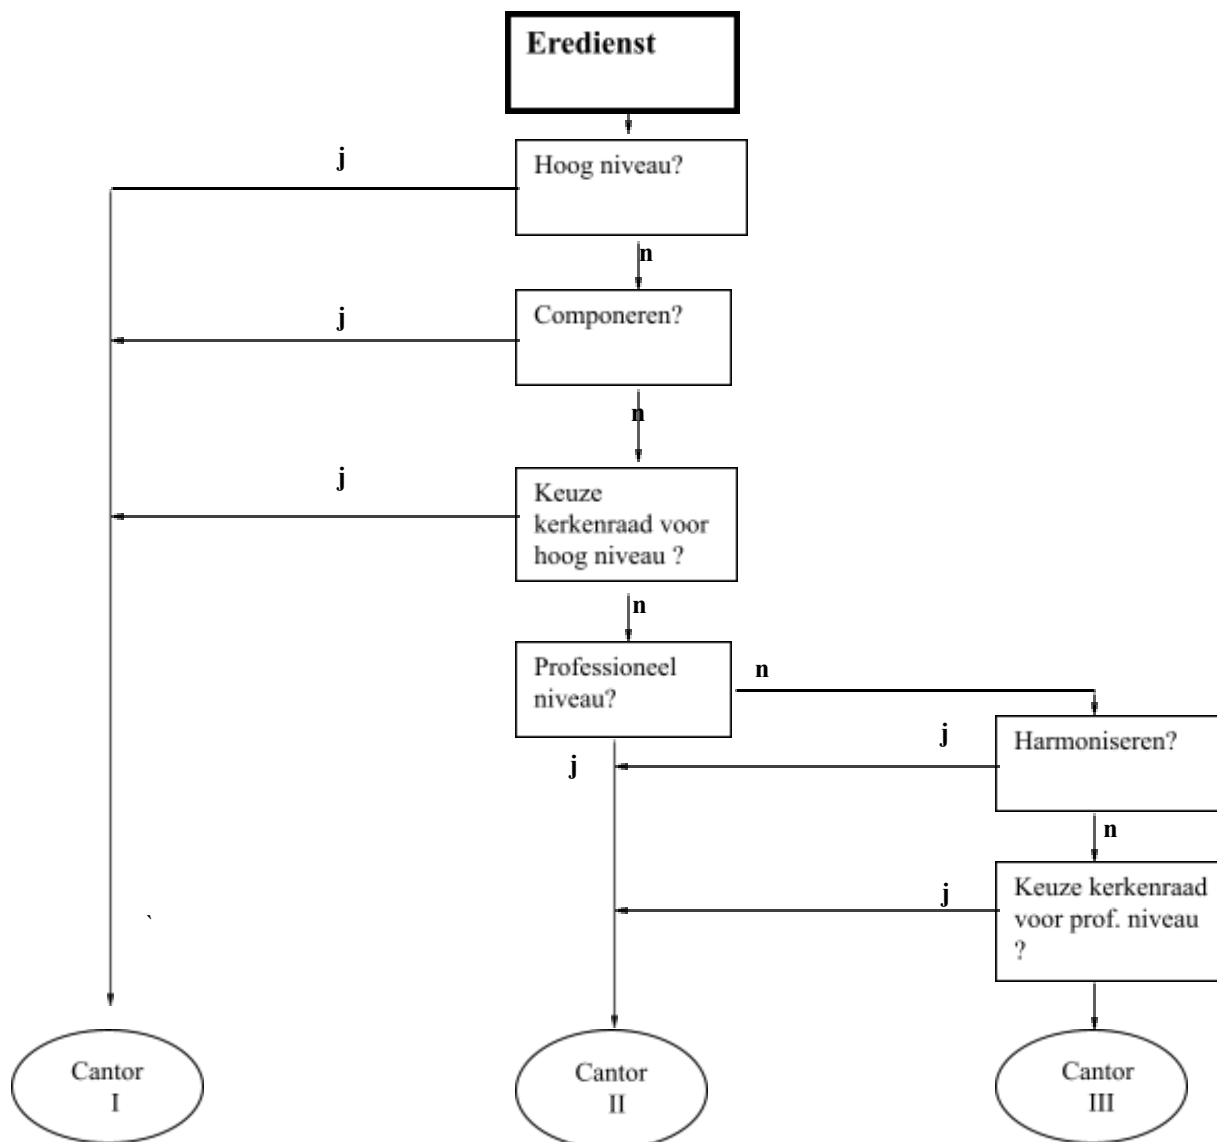 Eredienst
j
Hoog niveau?
n
j
Componeren?
n
j
Keuze
kerkenraad voor
hoog niveau ?
n
Professioneel
niveau?
n
j
j
Harmoniseren?
n
j
Keuze kerkenraad
voor prof. niveau
?
`
Cantor
I
Cantor
II
Cantor
III